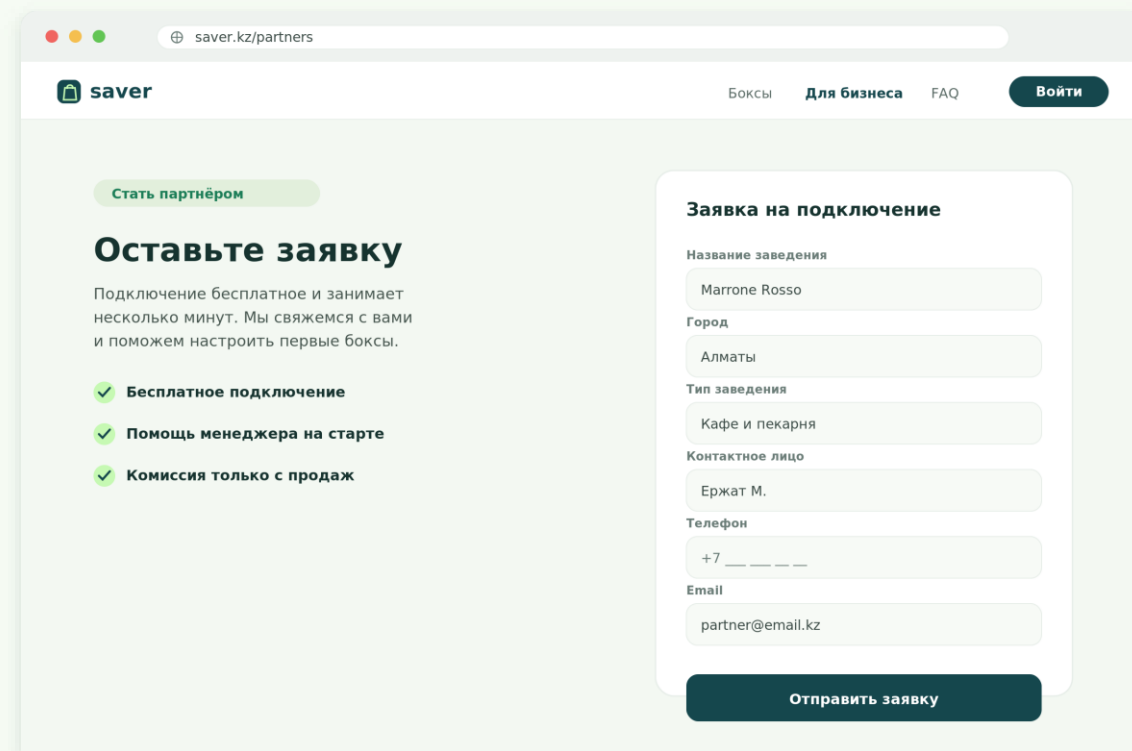 saver.kz/partners
saver
Боксы
Для бизнеса
FAQ
Войти
Стать партнёром
Оставьте заявку
Подключение бесплатное и занимает
несколько минут. Мы свяжемся с вами
и поможем настроить первые боксы.
Бесплатное подключение
Помощь менеджера на старте
Комиссия только с продаж
Заявка на подключение
Название заведения
Marrone Rosso
Город
Алматы
Тип заведения
Кафе и пекарня
Контактное лицо
Ержат М.
Телефон
+7 ___ ___ __ __
Email
partner@email.kz
Отправить заявку